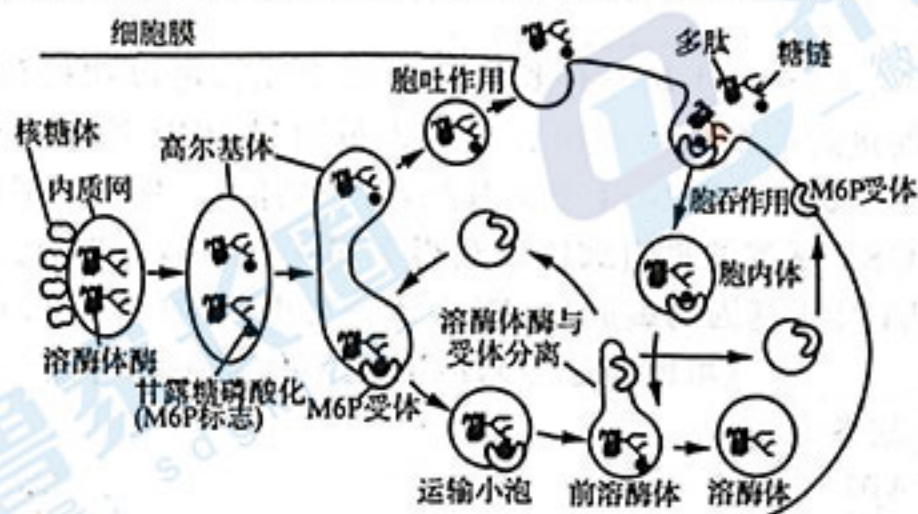 细胞膜
多肽
糖链
胞吐作用
核糖体
高尔基体
内质网
胞吞作用
M6P受体
胞内体
溶酶体酶与
受体分离
溶酶体酶
甘露糖磷酸化
(M6P标志)
M6P受体
运输小泡
前溶酶体
溶酶体